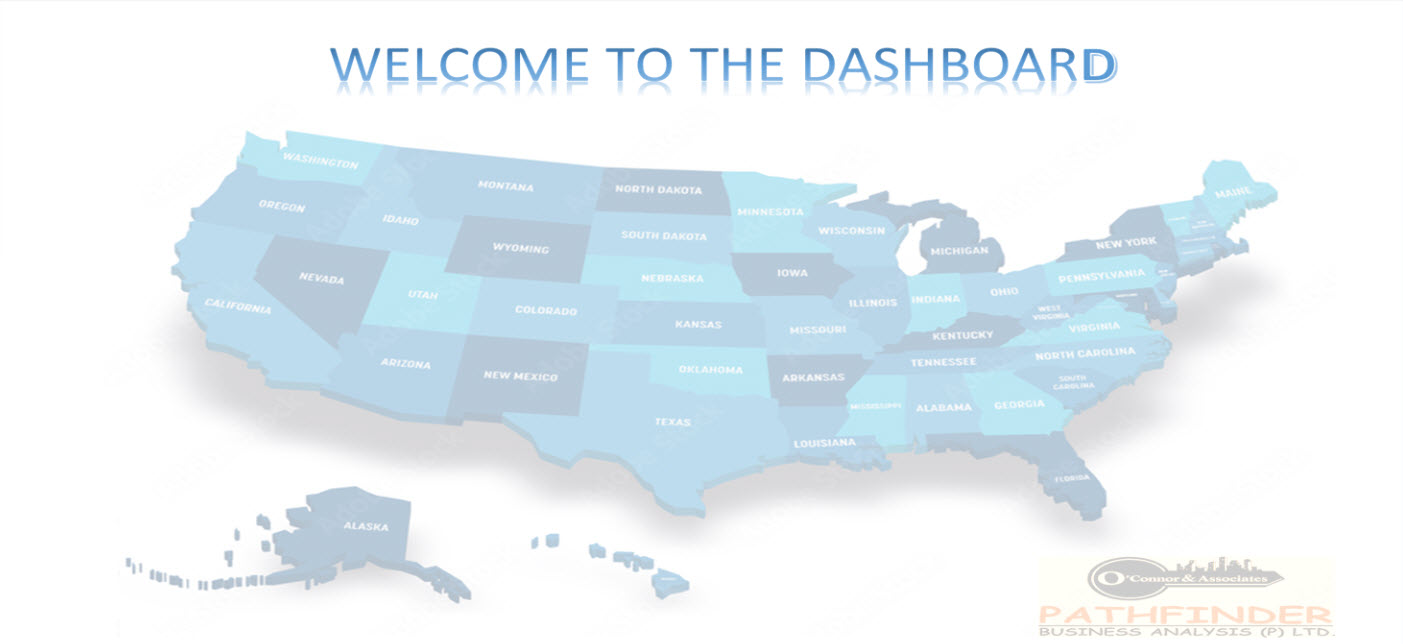 WELCOME TO THE DASHBOARD
WASHINGTON
MONTANA
NORTH DAKOTA
MINNESOTA
MAINE
OREGON
IDAHO
SOUTH DAKOTA
WISCONSIN
MICHIGAN
NEW YORK
WYOMING
NEVADA
UTAH
NEBRASKA
IOWA
ILLINOIS
INDIANA
OHIO
PENNSYLVANIA
CALIFORNIA
COLORADO
KANSAS
MISSOURI
KENTUCKY
WEST
VIRGINIA
VIRGINIA
ARIZONA
NEW MEXICO
OKLAHOMA
ARKANSAS
TENNESSEE
NORTH CAROLINA
SOUTH
CAROLINA
TEXAS
LOUISIANA
MISSISSIPPI
ALABAMA
GEORGIA
FLORIDA
ALASKA
O'Connor & Associates
PATHFINDER
BUSINESS ANALYSIS (P) LTD.